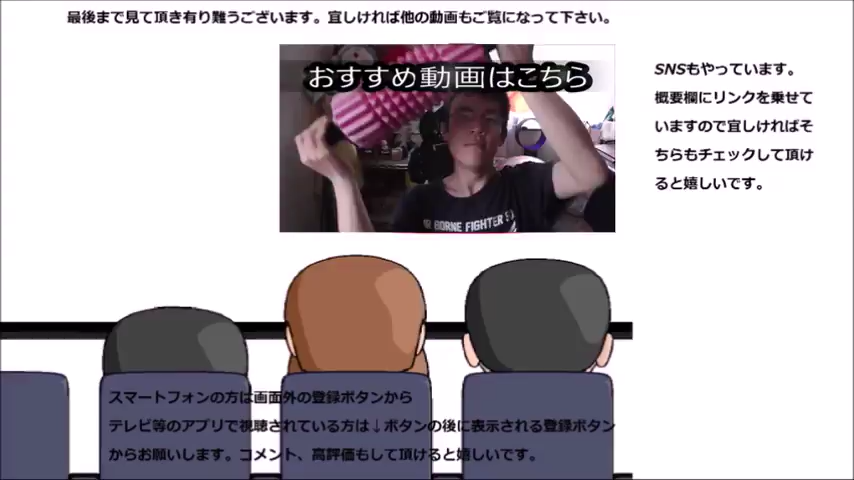 最後まで見て頂き有り難うございます。宜しければ他の動画もご覧になって下さい。
おすすめ動画はこちら
SNSもやっています。
概要欄にリンクを乗せて
いますので宜しければそ
ちらもチェックして頂け
ると嬉しいです。
GORNE FIGHTER
スマートフォンの方は画面外の登録ボタンから
テレビ等のアプリで視聴されている方は↓ボタンの後に表示される登録ボタン
からお願いします。コメント、高評価もして頂けると嬉しいです。